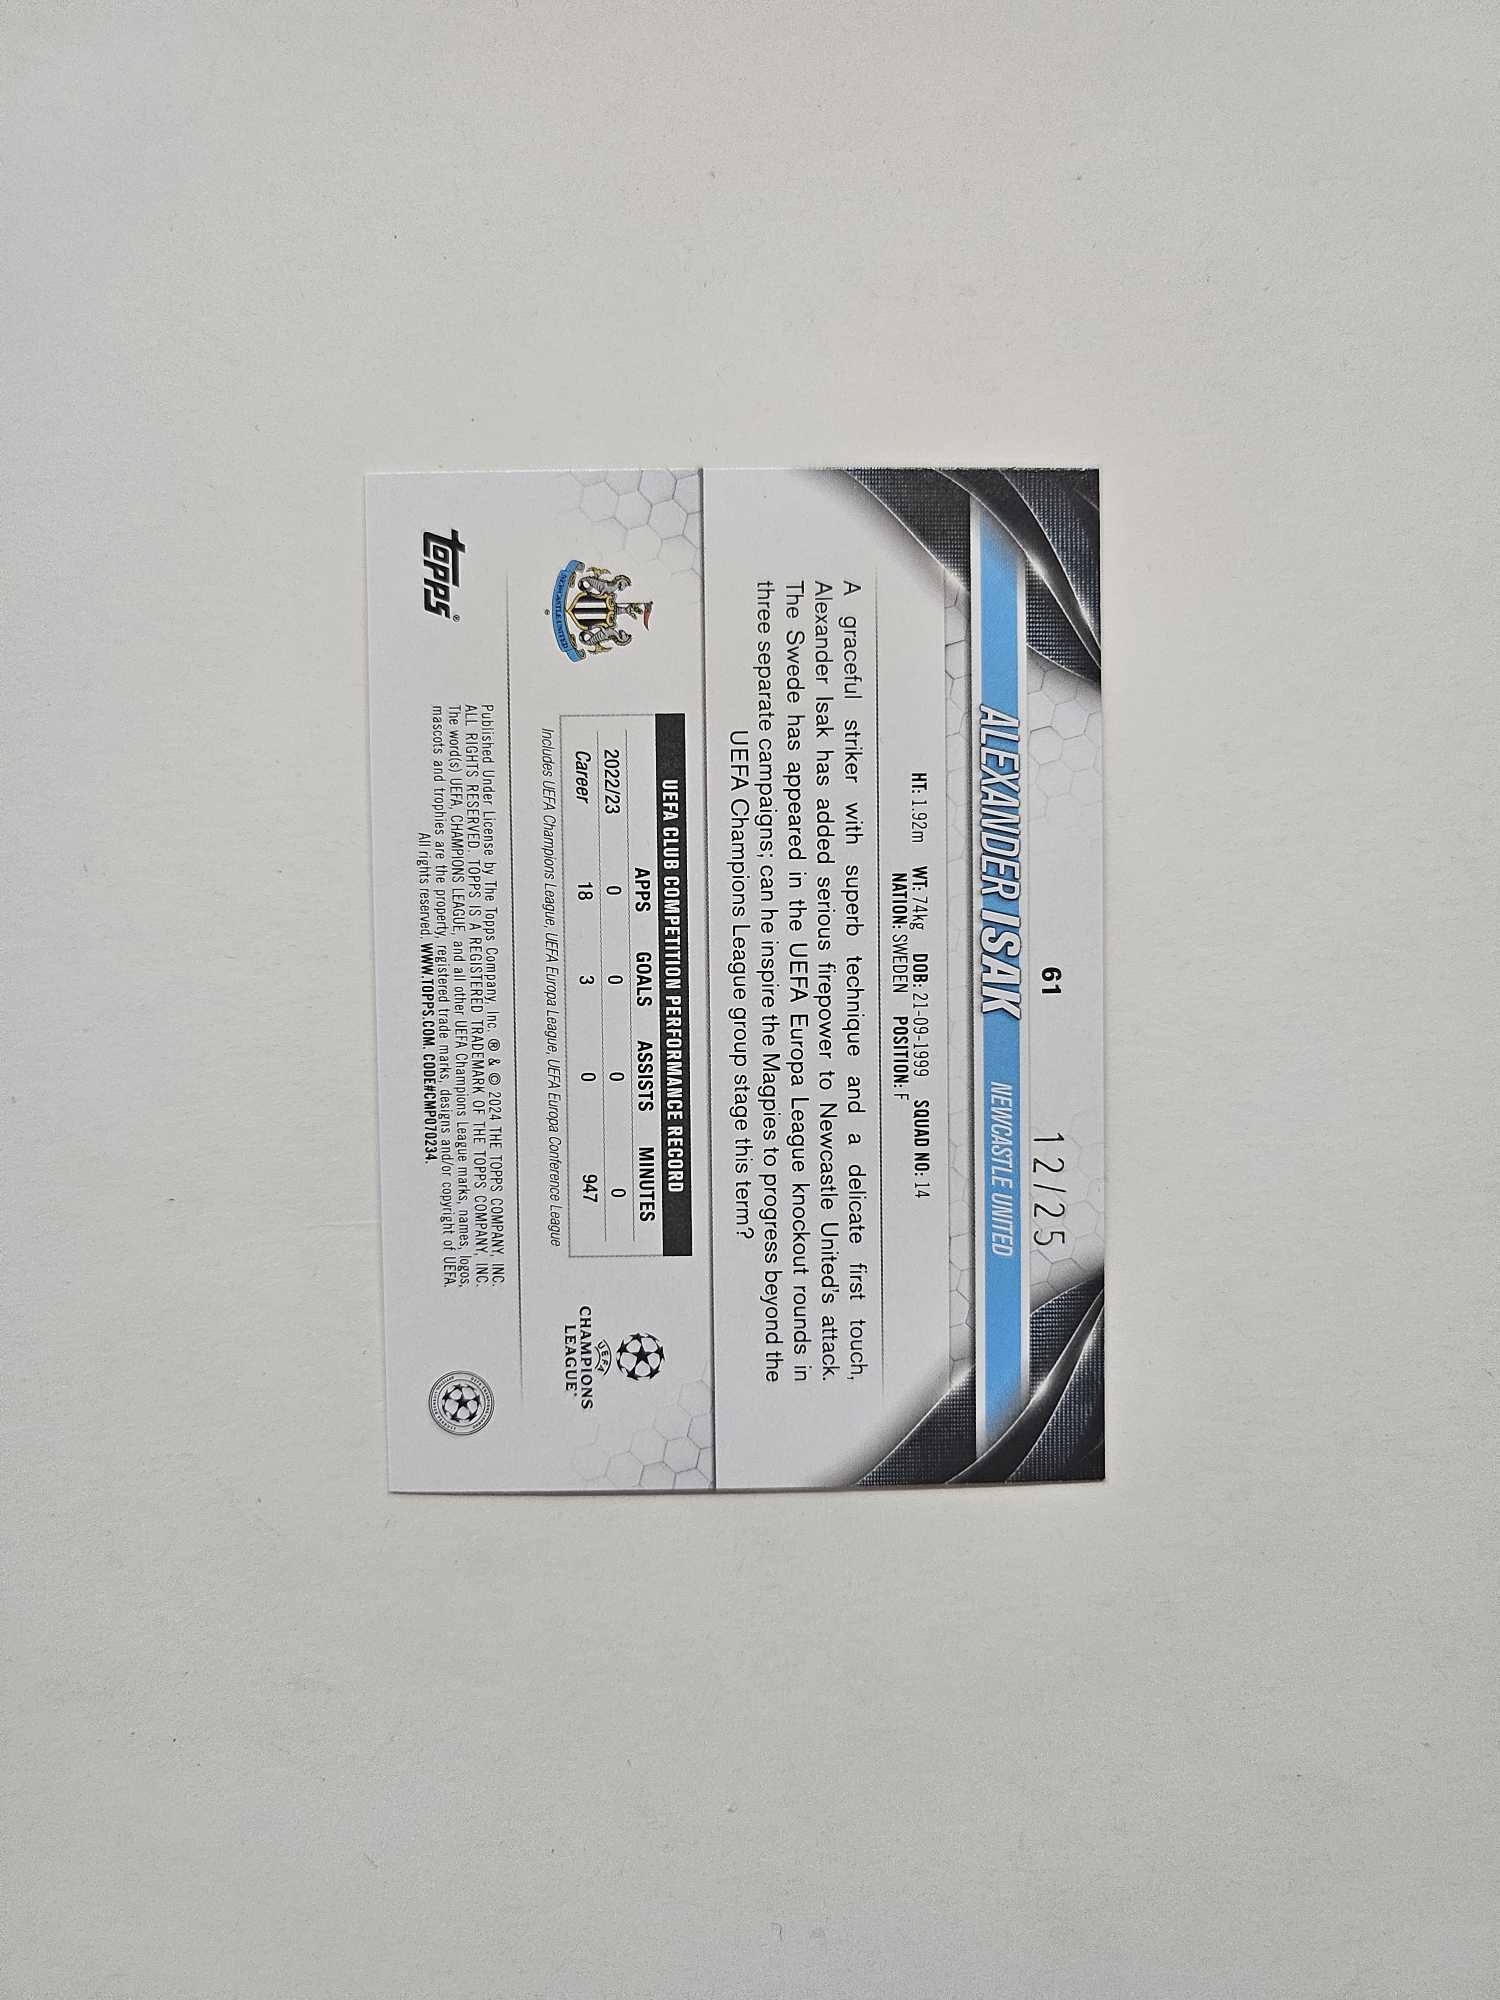 61
12/25
ALEXANDER ISAK NEWCASTLE UNITED
HT: 1.92m WT: 74kg DOB: 21-09-1999 SQUAD NO: 14
NATION: SWEDEN POSITION: F
A graceful striker with superb technique and a delicate first touch,
Alexander Isak has added serious firepower to Newcastle United's attack.
The Swede has appeared in the UEFA Europa League knockout rounds in
three separate campaigns; can he inspire the Magpies to progress beyond the
UEFA Champions League group stage this term?
NEWCASTLE UNITED
®
UEFA CLUB COMPETITION PERFORMANCE RECORD
APPS GOALS ASSISTS MINUTES
2022/23 0 0 0 0
Career 18 3 0 947
Includes UEFA Champions League, UEFA Europa League, UEFA Europa Conference League
UEFA
CHAMPIONS
LEAGUE®
topps®
Published Under License by The Topps Company, Inc. ® & © 2024 THE TOPPS COMPANY, INC.
ALL RIGHTS RESERVED. TOPPS IS A REGISTERED TRADEMARK OF THE TOPPS COMPANY, INC.
The word(s) UEFA, CHAMPIONS LEAGUE, and all other UEFA Champions League marks, names, logos,
mascots and trophies are the property, registered trade marks, designs and/or copyright of UEFA.
All rights reserved. WWW.TOPPS.COM. CODE#CMP070234.